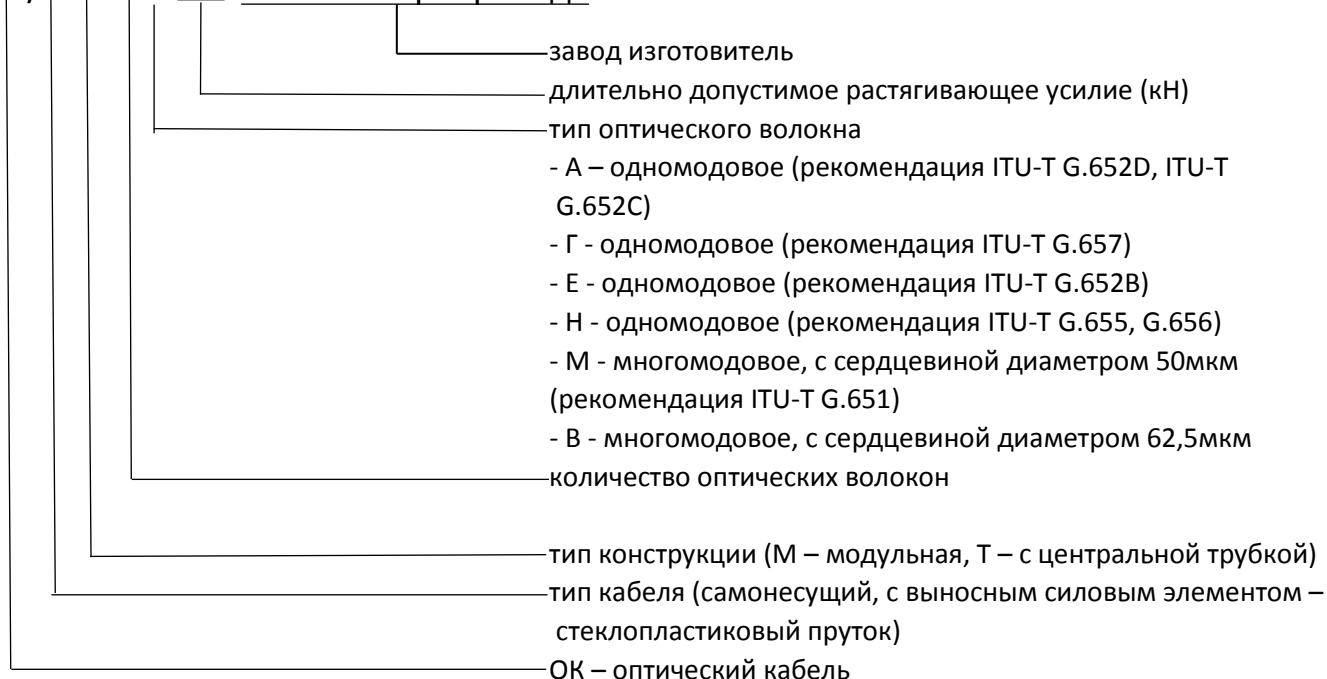 завод изготовитель
длительно допустимое растягивающее усилие (кН)
тип оптического волокна
- А – одномодовое (рекомендация ITU-T G.652D, ITU-T
G.652C)
- Г - одномодовое (рекомендация ITU-T G.657)
- Е - одномодовое (рекомендация ITU-T G.652B)
- Н - одномодовое (рекомендация ITU-T G.655, G.656)
- М - многомодовое, с сердцевиной диаметром 50мкм
(рекомендация ITU-T G.651)
- В - многомодовое, с сердцевиной диаметром 62,5мкм
количество оптических волокон
тип конструкции (М – модульная, Т – с центральной трубкой)
тип кабеля (самонесущий, с выносным силовым элементом –
стеклопластиковый пруток)
ОК – оптический кабель